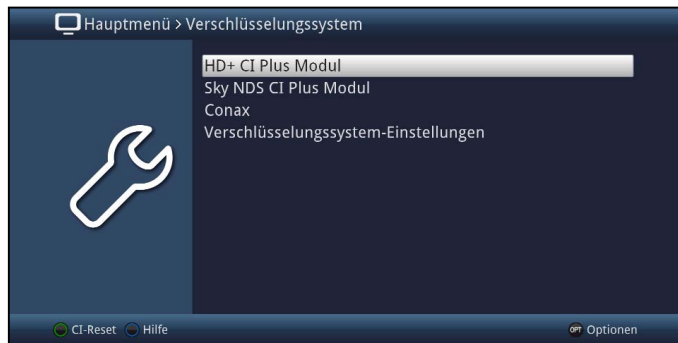 Hauptmenü > Verschlüsselungssystem
HD+ CI Plus Modul
Sky NDS CI Plus Modul
Conax
Verschlüsselungssystem-Einstellungen
CI-Reset Hilfe OPT Optionen